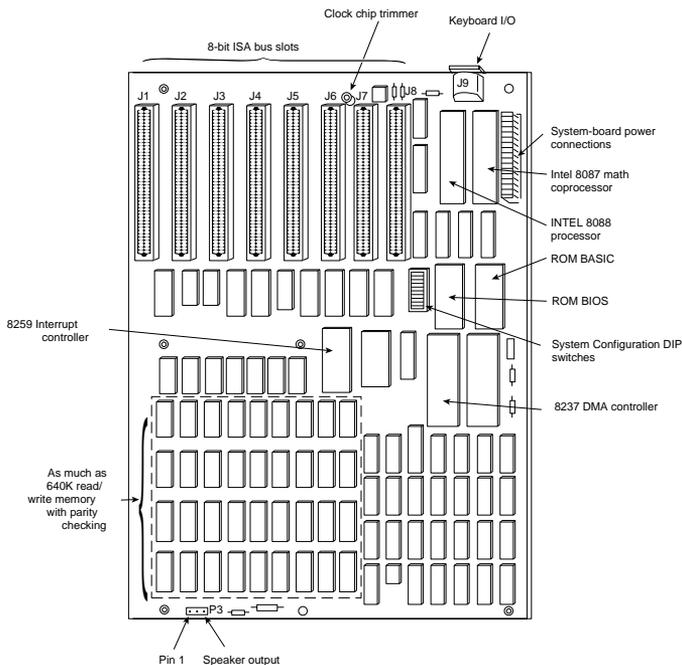 Clock chip trimmer
Keyboard I/O
8-bit ISA bus slots
J1
J2
J3
J4
J5
J6
J7
J8
J9
System-board power
connections
Intel 8087 math
coprocessor
INTEL 8088
processor
ROM BASIC
ROM BIOS
8259 Interrupt
controller
System Configuration DIP
switches
8237 DMA controller
As much as
640K read/
write memory
with parity
checking
P3
Pin 1
Speaker output